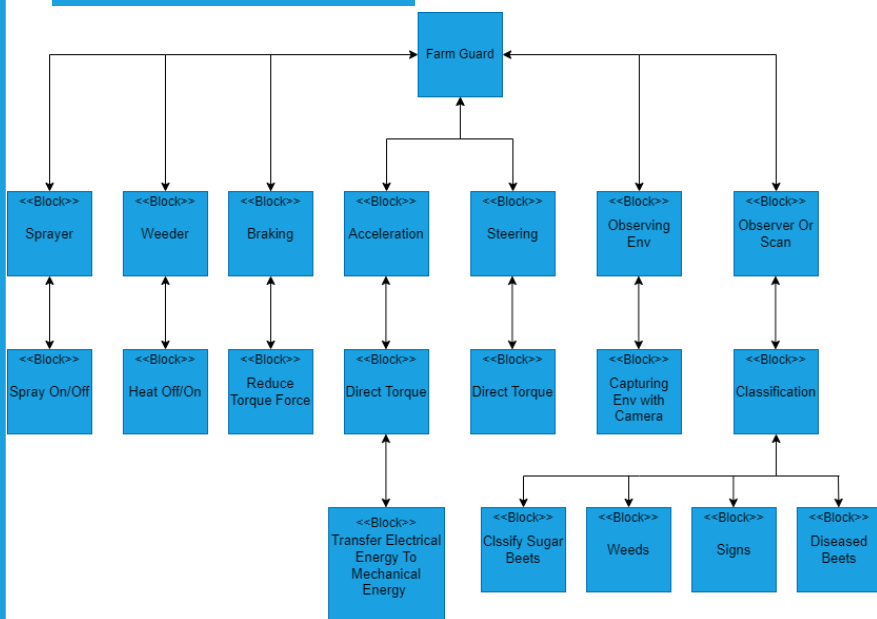 Farm Guard
<<Block>>
Sprayer
<<Block>>
Weeder
<<Block>>
Braking
<<Block>>
Acceleration
<<Block>>
Steering
<<Block>>
Observing
Env
<<Block>>
Observer Or
Scan
<<Block>>
Spray On/Off
<<Block>>
Heat Off/On
<<Block>>
Reduce
Torque Force
<<Block>>
Direct Torque
<<Block>>
Direct Torque
<<Block>>
Capturing
Env with
Camera
<<Block>>
Classification
<<Block>>
Transfer Electrical
Energy To
Mechanical
Energy
<<Block>>
Clssify Sugar
Beets
<<Block>>
Weeds
<<Block>>
Signs
<<Block>>
Diseased
Beets